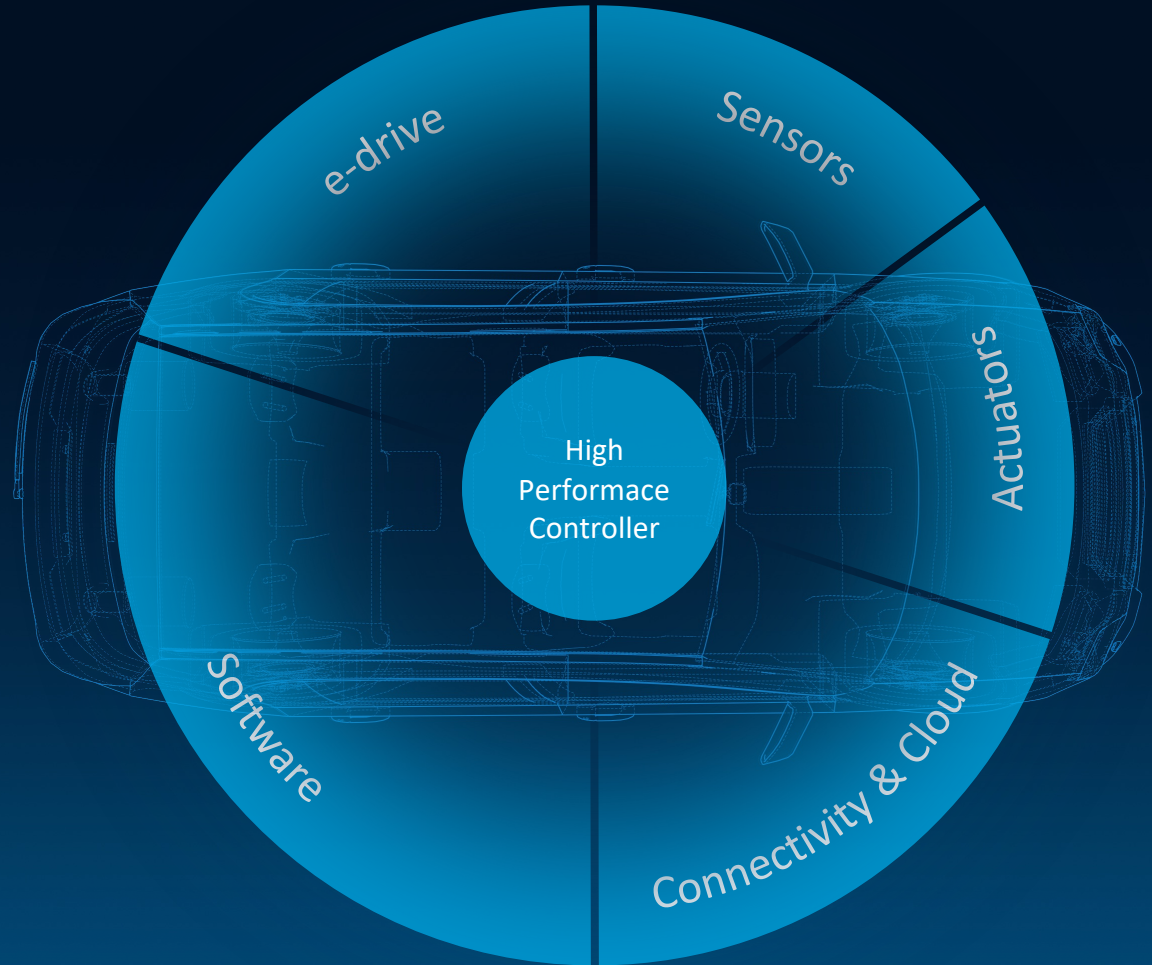 e-drive
Sensors
Actuators
High
Performace
Controller
Software
Connectivity & Cloud